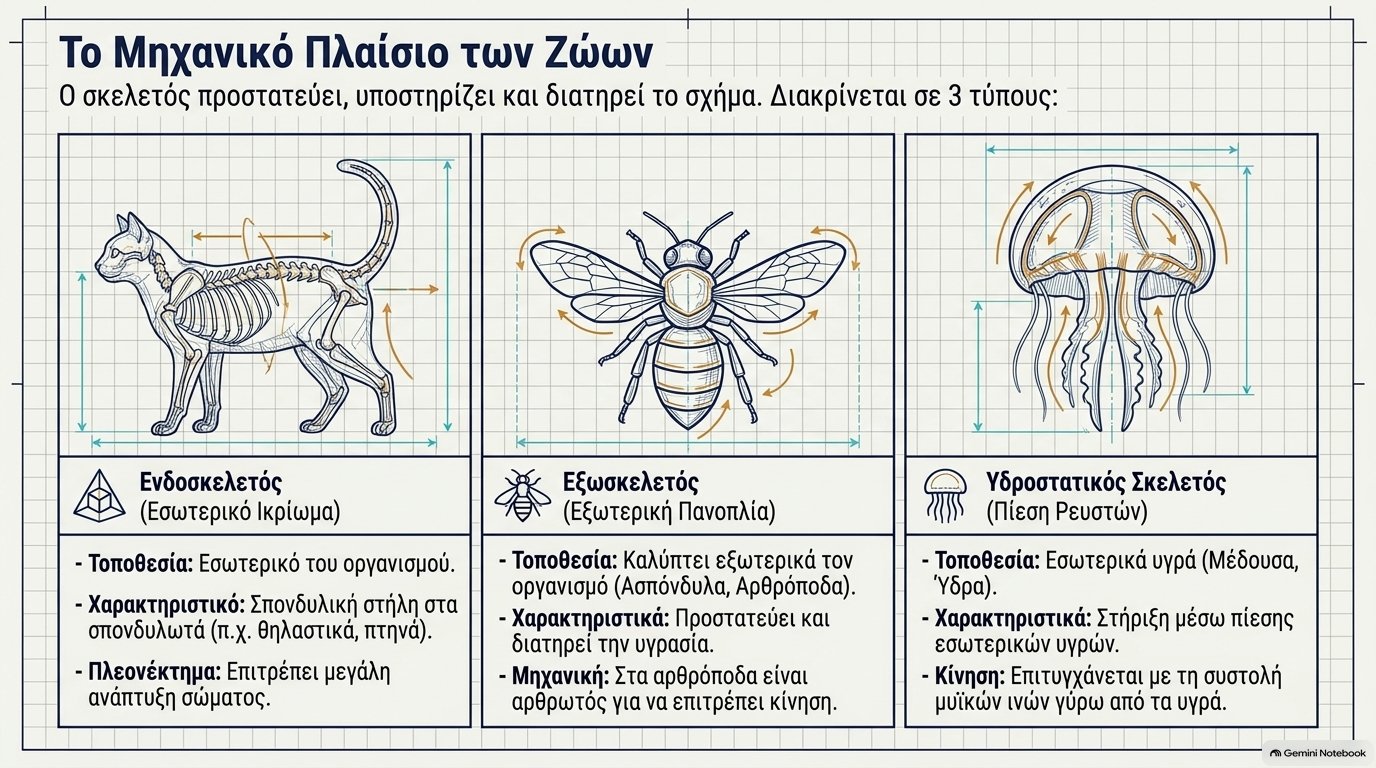 Το Μηχανικό Πλαίσιο των Ζώων
Ο σκελετός προστατεύει, υποστηρίζει και διατηρεί το σχήμα. Διακρίνεται σε 3 τύπους:
Ενδοσκελετός
(Εσωτερικό Ικρίωμα)
- Τοποθεσία: Εσωτερικό του οργανισμού.
- Χαρακτηριστικό: Σπονδυλική στήλη στα
σπονδυλωτά (π.χ. θηλαστικά, πτηνά).
- Πλεονέκτημα: Επιτρέπει μεγάλη
ανάπτυξη σώματος.
Εξωσκελετός
(Εξωτερική Πανοπλία)
- Τοποθεσία: Καλύπτει εξωτερικά τον
οργανισμό (Ασπόνδυλα, Αρθρόποδα).
- Χαρακτηριστικά: Προστατεύει και
διατηρεί την υγρασία.
- Μηχανική: Στα αρθρόποδα είναι
αρθρωτός για να επιτρέπει κίνηση.
Υδροστατικός Σκελετός
(Πίεση Ρευστών)
- Τοποθεσία: Εσωτερικά υγρά (Μέδουσα,
Ύδρα).
- Χαρακτηριστικά: Στήριξη μέσω πίεσης
εσωτερικών υγρών.
- Κίνηση: Επιτυγχάνεται με τη συστολή
μυϊκών ινών γύρω από τα υγρά.
Gemini Notebook